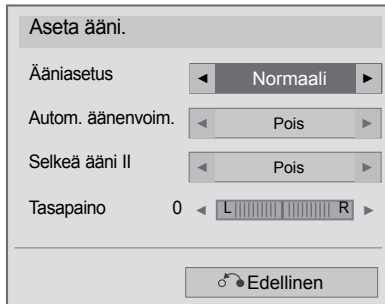 Aseta ääni.
Ääniasetus ◄ Normaali ►
Autom. äänenvoim. ◄ Pois ►
Selkeä ääni II ◄ Pois ►
Tasapaino 0 ◄ L R ►
Edellinen